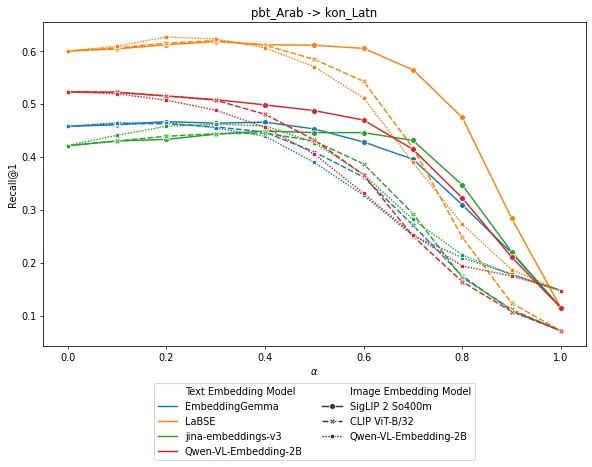 pbt_Arab -> kon_Latn
Recall@1
0.6
0.5
0.4
0.3
0.2
0.1
0.0 0.2 0.4 0.6 0.8 1.0
α
Text Embedding Model
EmbeddingGemma
LaBSE
jina-embeddings-v3
Qwen-VL-Embedding-2B
Image Embedding Model
SigLIP 2 So400m
CLIP ViT-B/32
Qwen-VL-Embedding-2B